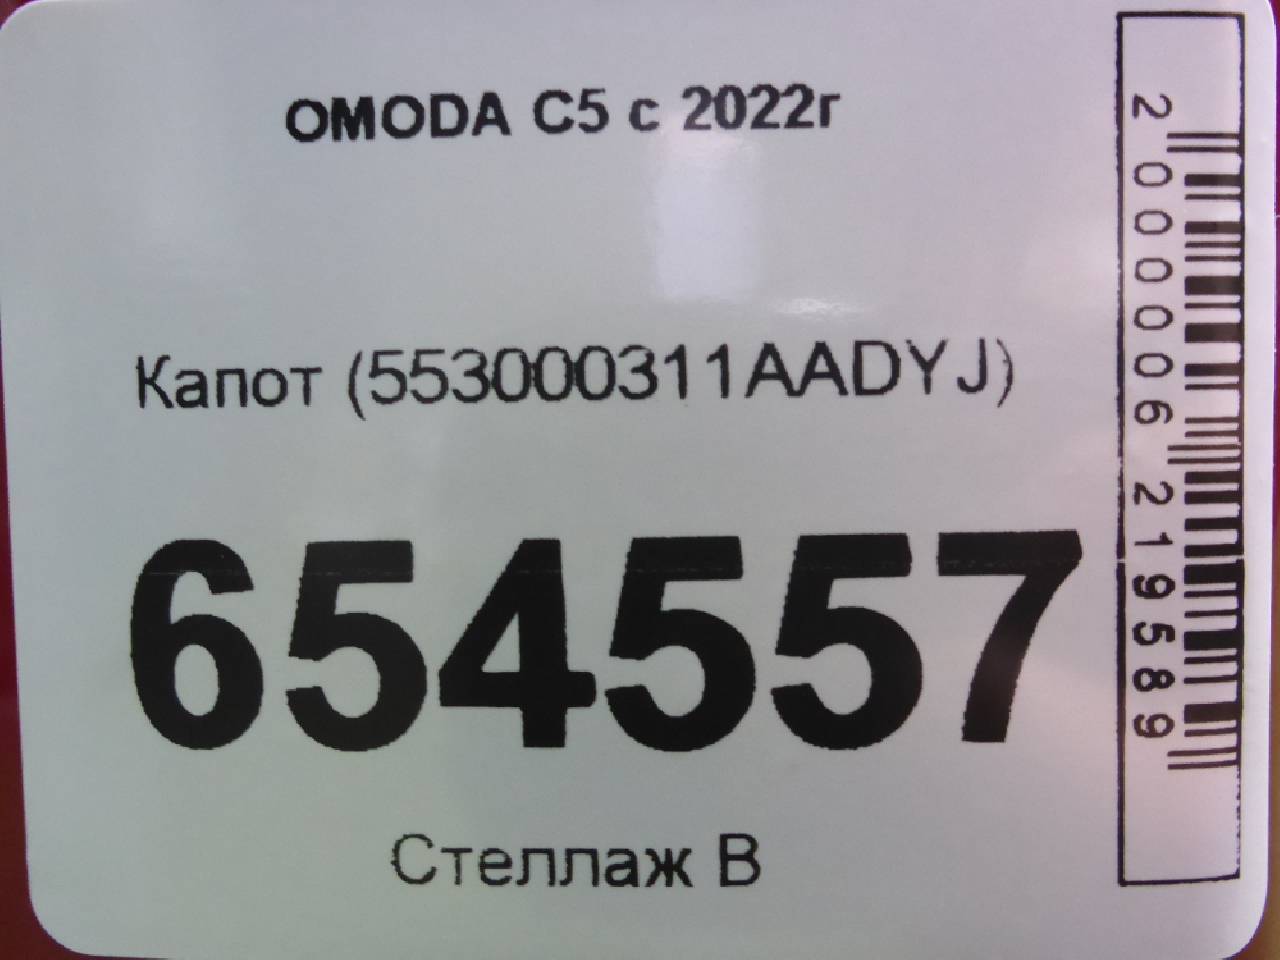 OMODA C5 с 2022г
Капот (553000311AADYJ)
654557
Стеллаж B
2000006219589